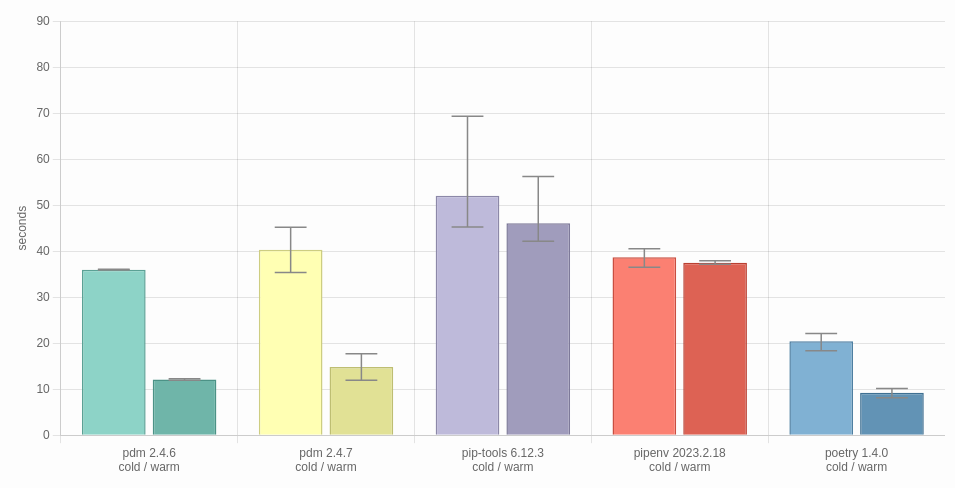 90
80
70
60
50
40
30
20
10
0
seconds
pdm 2.4.6
cold / warm
pdm 2.4.7
cold / warm
pip-tools 6.12.3
cold / warm
pipenv 2023.2.18
cold / warm
poetry 1.4.0
cold / warm